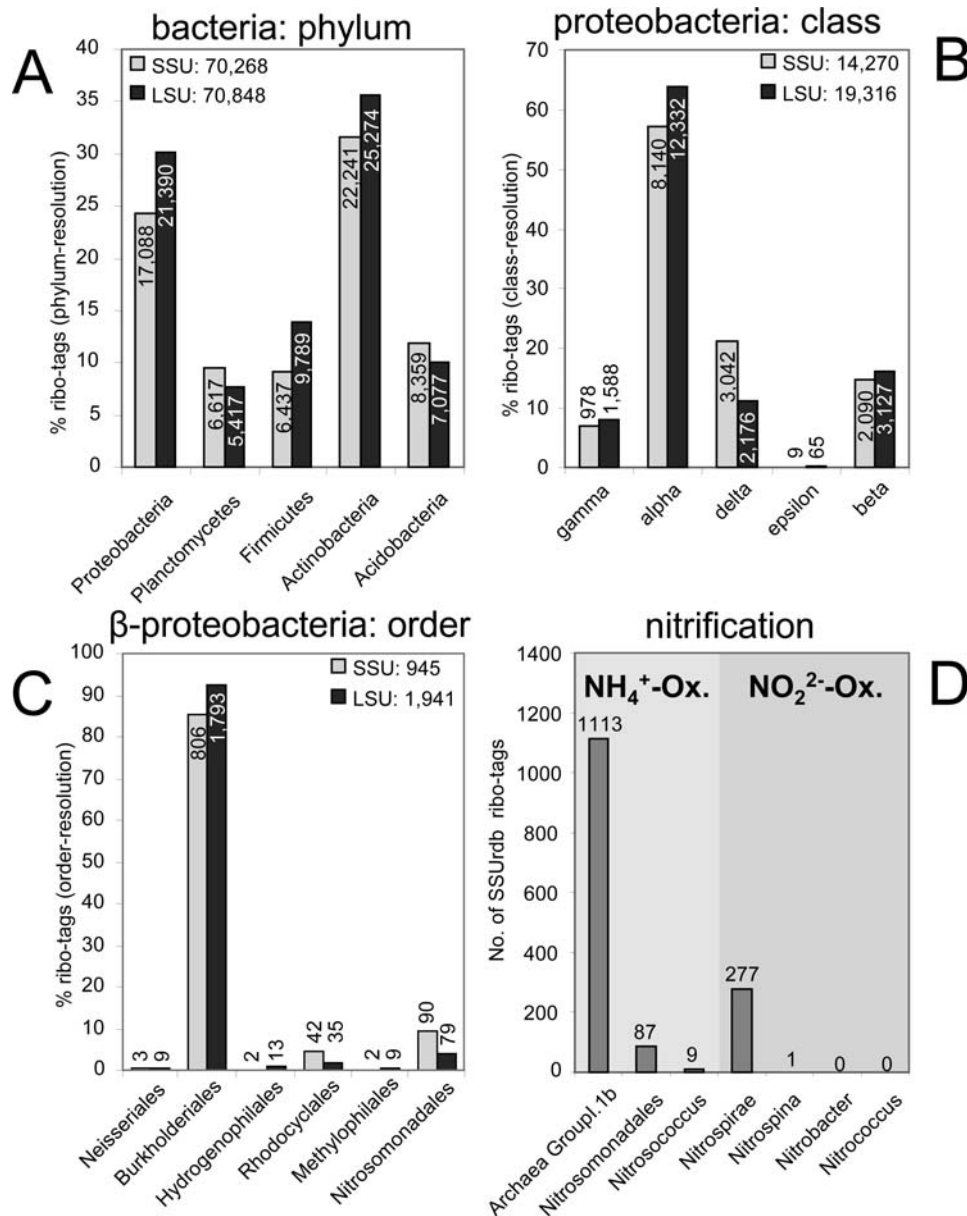 A
bacteria: phylum
% ribo-tags (phylum-resolution)
40
35
30
25
20
15
10
5
0
SSU: 70,268
LSU: 70,848
17,088
21,390
6,617
5,417
6,437
9,789
22,241
25,274
8,359
7,077
Proteobacteria
Planctomycetes
Firmicutes
Actinobacteria
Acidobacteria
B
proteobacteria: class
% ribo-tags (class-resolution)
70
60
50
40
30
20
10
0
SSU: 14,270
LSU: 19,316
978
1,588
8,140
12,332
3,042
2,176
9
65
2,090
3,127
gamma
alpha
delta
epsilon
beta
C
β-proteobacteria: order
% ribo-tags (order-resolution)
100
90
80
70
60
50
40
30
20
10
0
SSU: 945
LSU: 1,941
3
9
806
1,793
2
13
42
35
2
9
90
79
Neisseriales
Burkholderiales
Hydrogenophilales
Rhodocyclales
Methylophilales
Nitrosomonadales
D
nitrification
No. of SSUrdb ribo-tags
1400
1200
1000
800
600
400
200
0
NH₄⁺-Ox.
NO₂²⁻-Ox.
1113
87
9
277
1
0
0
Archaea GroupI.1b
Nitrosomonadales
Nitrosococcus
Nitrospirae
Nitrospina
Nitrobacter
Nitrococcus